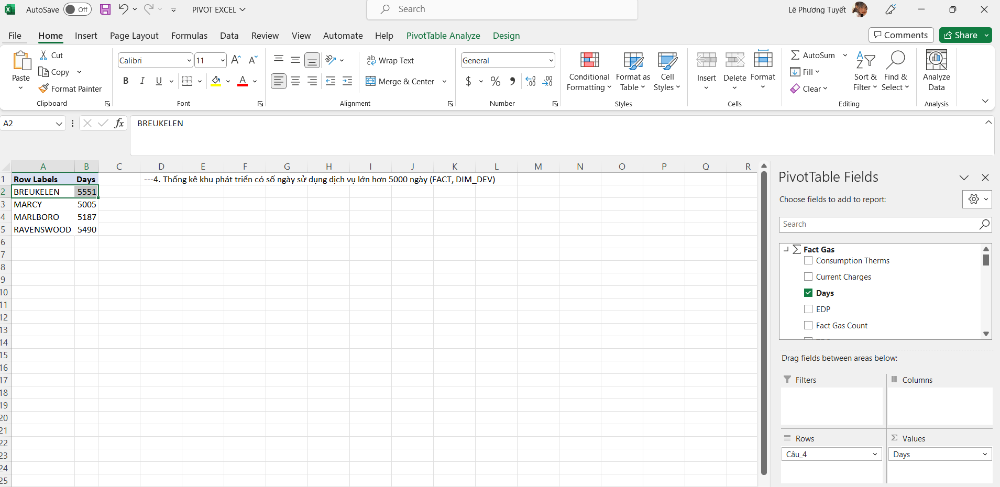 AutoSave Off PIVOT EXCEL Search Lê Phương Tuyết
File Home Insert Page Layout Formulas Data Review View Automate Help PivotTable Analyze Design Comments Share
Cut
Copy
Format Painter
Paste
Clipboard
Calibri 11
B I U
Font
Wrap Text
Merge & Center
Alignment
General
$ %
Number
Conditional Formatting
Format as Table
Cell Styles
Styles
Insert Delete Format
Cells
AutoSum
Fill
Clear
Sort & Filter
Find & Select
Editing
Analyze Data
Analysis
A2 fx BREUKELEN
A B C D E F G H I J K L M N O P Q R
1 Row Labels Days ---4. Thống kê khu phát triển có số ngày sử dụng dịch vụ lớn hơn 5000 ngày (FACT, DIM_DEV)
2 BREUKELEN 5551
3 MARCY 5005
4 MARLBORO 5187
5 RAVENSWOOD 5490
6
7
8
9
10
11
12
13
14
15
16
17
18
19
20
21
22
23
24
25
PivotTable Fields
Choose fields to add to report:
Search
Fact Gas
Consumption Therms
Current Charges
Days
EDP
Fact Gas Count
Drag fields between areas below:
Filters Columns
Rows Values
Câu_4 Days